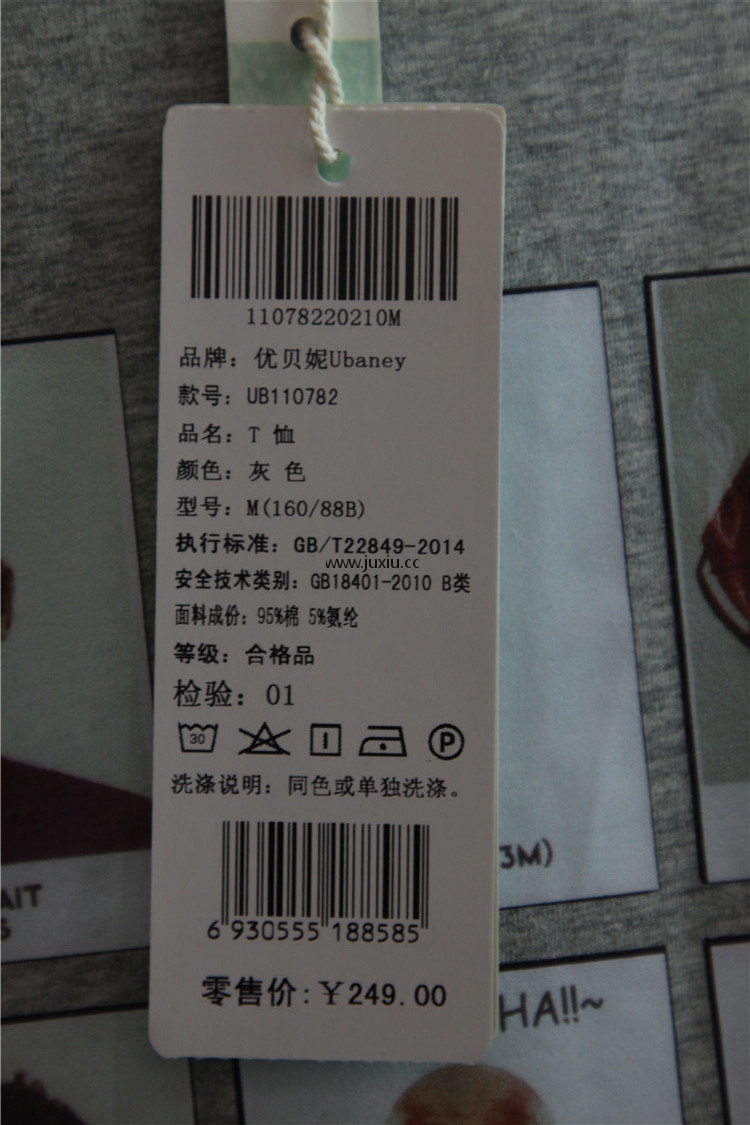 11078220210M
品牌：优贝妮Ubaney
款号：UB110782
品名：T 恤
颜色：灰 色
型号：M(160/88B)
执行标准：GB/T22849-2014
www.juxiu.cc
安全技术类别：GB18401-2010 B类
面料成份：95%棉 5%氨纶
等级：合格品
检验：01
30
P
洗涤说明：同色或单独洗涤。
3M)
AIT
S
6 930555 188585
零售价:￥249.00
HA!!~